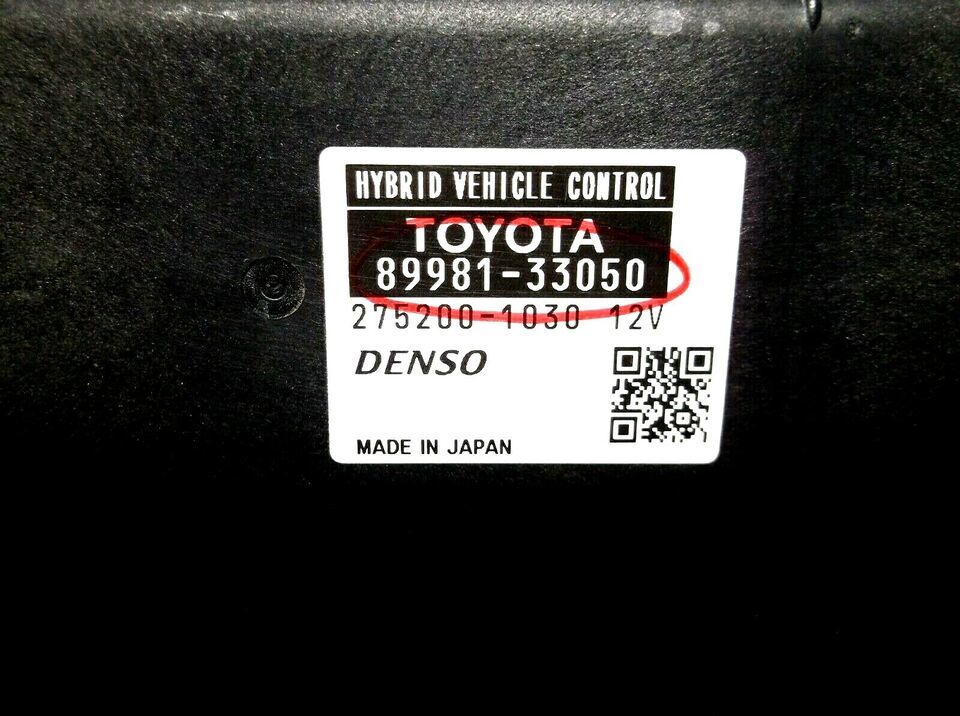 HYBRID VEHICLE CONTROL
TOYOTA
89981-33050
275200-1030 12V
DENSO
MADE IN JAPAN